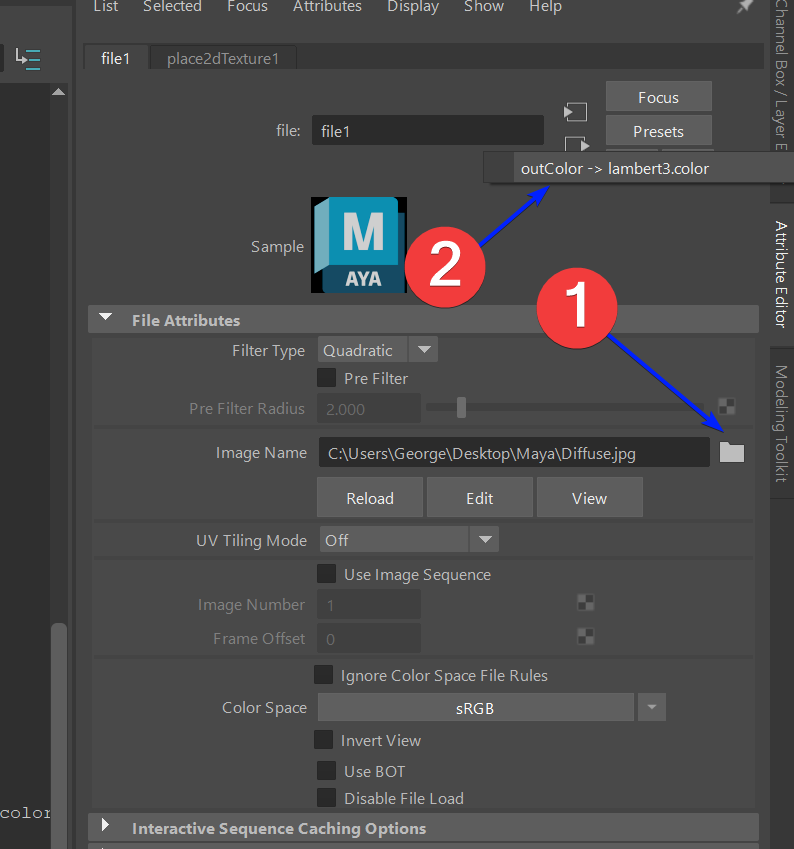 List Selected Focus Attributes Display Show Help
file1 place2dTexture1
Focus
file: file1
Presets
outColor -> lambert3.color
Sample
M
AYA
2
1
File Attributes
Filter Type Quadratic
Pre Filter
Pre Filter Radius 2.000
Image Name C:\Users\George\Desktop\Maya\Diffuse.jpg
Reload Edit View
UV Tiling Mode Off
Use Image Sequence
Image Number 1
Frame Offset 0
Ignore Color Space File Rules
Color Space sRGB
Invert View
Use BOT
Disable File Load
Interactive Sequence Caching Options
color
Channel Box / Layer E
Attribute Editor
Modeling Toolkit